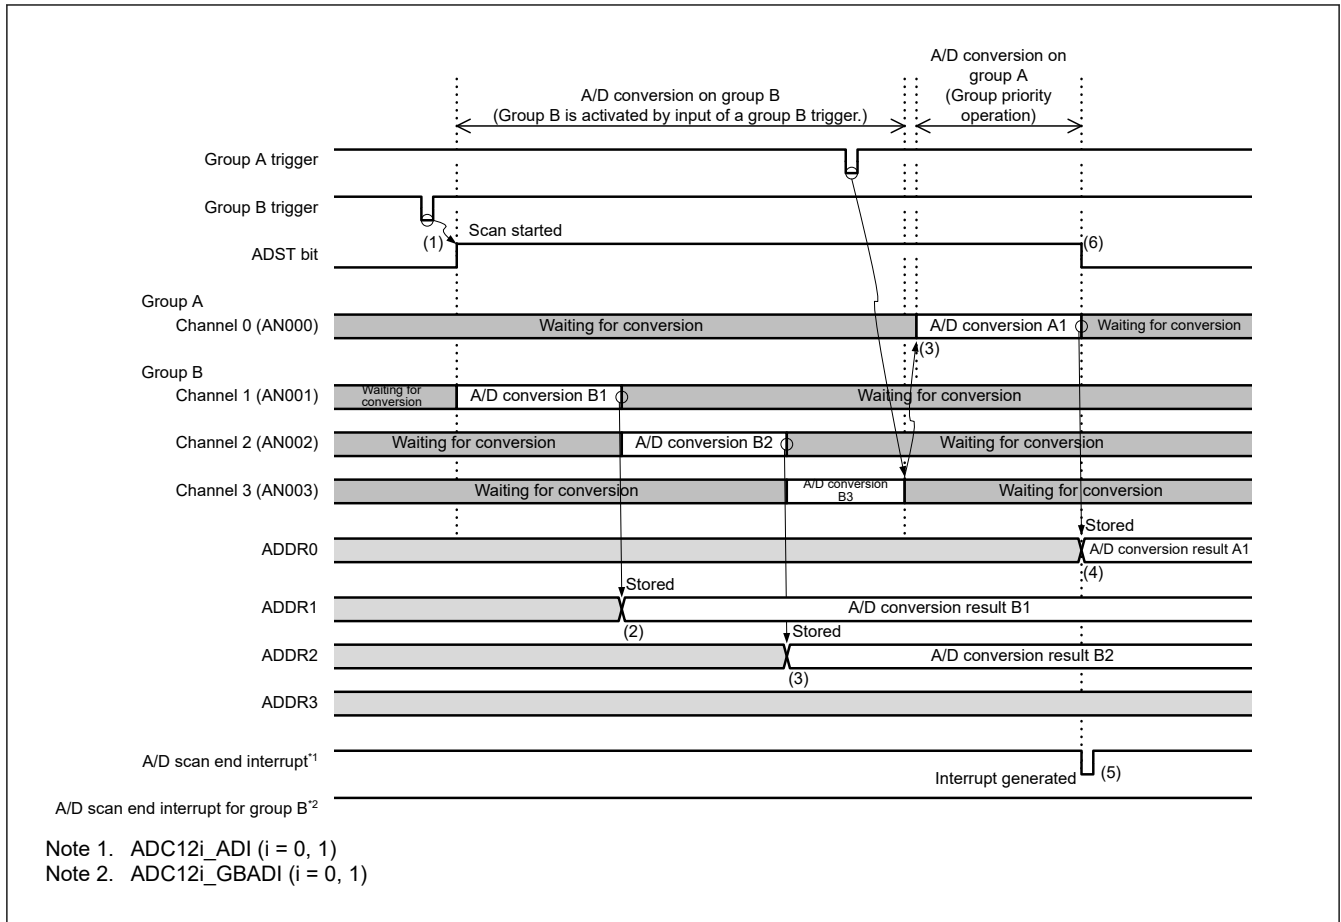 A/D conversion on
group A
(Group priority
operation)
A/D conversion on group B
(Group B is activated by input of a group B trigger.)
Group A trigger
Group B trigger
(1)
Scan started
ADST bit
(6)
Group A
Channel 0 (AN000)
Waiting for conversion
A/D conversion A1
Waiting for conversion
(3)
Group B
Channel 1 (AN001)
Waiting for
conversion
A/D conversion B1
Waiting for conversion
Channel 2 (AN002)
Waiting for conversion
A/D conversion B2
Waiting for conversion
Channel 3 (AN003)
Waiting for conversion
A/D conversion
B3
Waiting for conversion
Stored
ADDR0
A/D conversion result A1
(4)
Stored
ADDR1
A/D conversion result B1
(2)
Stored
ADDR2
A/D conversion result B2
(3)
ADDR3
A/D scan end interrupt*1
Interrupt generated
(5)
A/D scan end interrupt for group B*2
Note 1. ADC12i_ADI (i = 0, 1)
Note 2. ADC12i_GBADI (i = 0, 1)